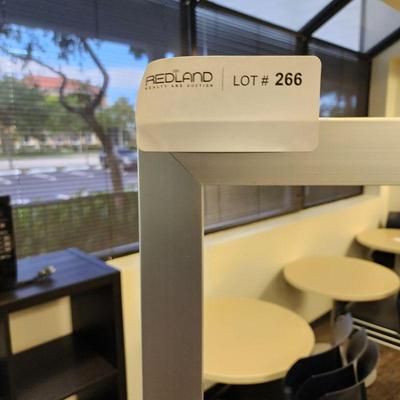 REDLAND
REALTY AND AUCTION
LOT # 266